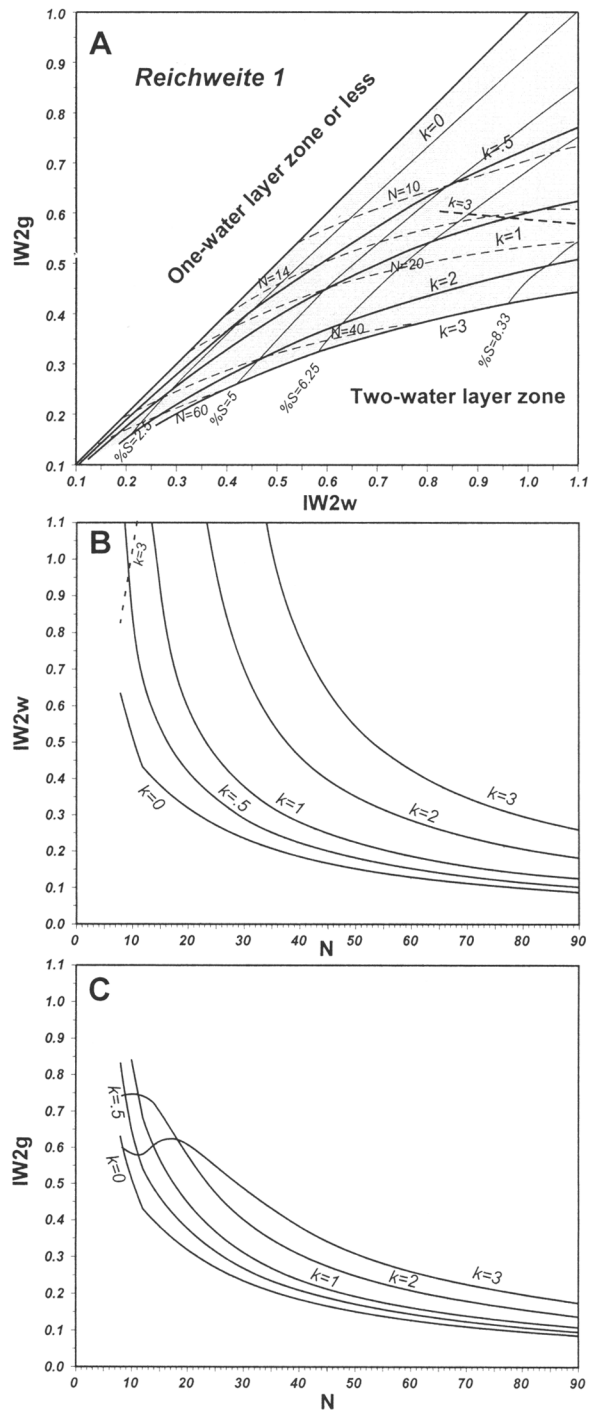 A
Reichweite 1
One-water layer zone or less
Two-water layer zone
k=0
k=.5
k=3
k=1
k=2
k=3
N=10
N=14
N=20
N=40
N=60
%S=2.5
%S=5
%S=6.25
%S=8.33
IW2g
1.0
0.9
0.8
0.7
0.6
0.5
0.4
0.3
0.2
0.1
0.1 0.2 0.3 0.4 0.5 0.6 0.7 0.8 0.9 1.0 1.1
IW2w
B
k=3
k=0
k=.5
k=1
k=2
k=3
IW2w
1.1
1.0
0.9
0.8
0.7
0.6
0.5
0.4
0.3
0.2
0.1
0.0
0 10 20 30 40 50 60 70 80 90
N
C
k=.5
k=0
k=1
k=2
k=3
IW2g
1.1
1.0
0.9
0.8
0.7
0.6
0.5
0.4
0.3
0.2
0.1
0.0
0 10 20 30 40 50 60 70 80 90
N